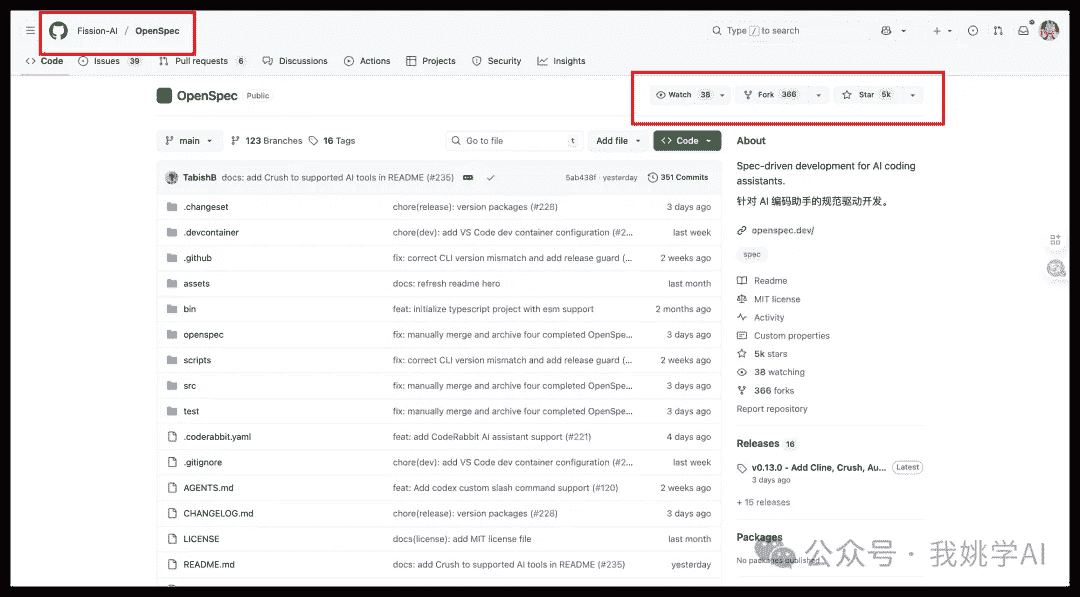 Fission-AI / OpenSpec
Type / to search
Code
Issues 39
Pull requests 6
Discussions
Actions
Projects
Security
Insights
OpenSpec Public
Watch 38
Fork 366
Star 5k
main
123 Branches
16 Tags
Go to file t
Add file
Code
TabishB docs: add Crush to supported AI tools in README (#235) 5ab438f · yesterday 351 Commits
.changeset chore(release): version packages (#228) 3 days ago
.devcontainer chore(dev): add VS Code dev container configuration (#2... last week
.github fix: correct CLI version mismatch and add release guard (... 2 weeks ago
assets docs: refresh readme hero last month
bin feat: initialize typescript project with esm support 2 months ago
openspec fix: manually merge and archive four completed OpenSpe... 3 days ago
scripts fix: correct CLI version mismatch and add release guard (... 2 weeks ago
src fix: manually merge and archive four completed OpenSpe... 3 days ago
test fix: manually merge and archive four completed OpenSpe... 3 days ago
.coderabbit.yaml feat: add CodeRabbit AI assistant support (#221) 4 days ago
.gitignore chore(dev): add VS Code dev container configuration (#2... last week
AGENTS.md feat: Add codex custom slash command support (#120) 2 weeks ago
CHANGELOG.md chore(release): version packages (#228) 3 days ago
LICENSE docs(license): add MIT license file last month
README.md docs: add Crush to supported AI tools in README (#235) yesterday
About
Spec-driven development for AI coding
assistants.
针对 AI 编码助手的规范驱动开发。
openspec.dev/
spec
Readme
MIT license
Activity
Custom properties
5k stars
38 watching
366 forks
Report repository
Releases 16
v0.13.0 - Add Cline, Crush, Au... Latest
3 days ago
+ 15 releases
Packages
No packages published
公众号 · 我姚学AI